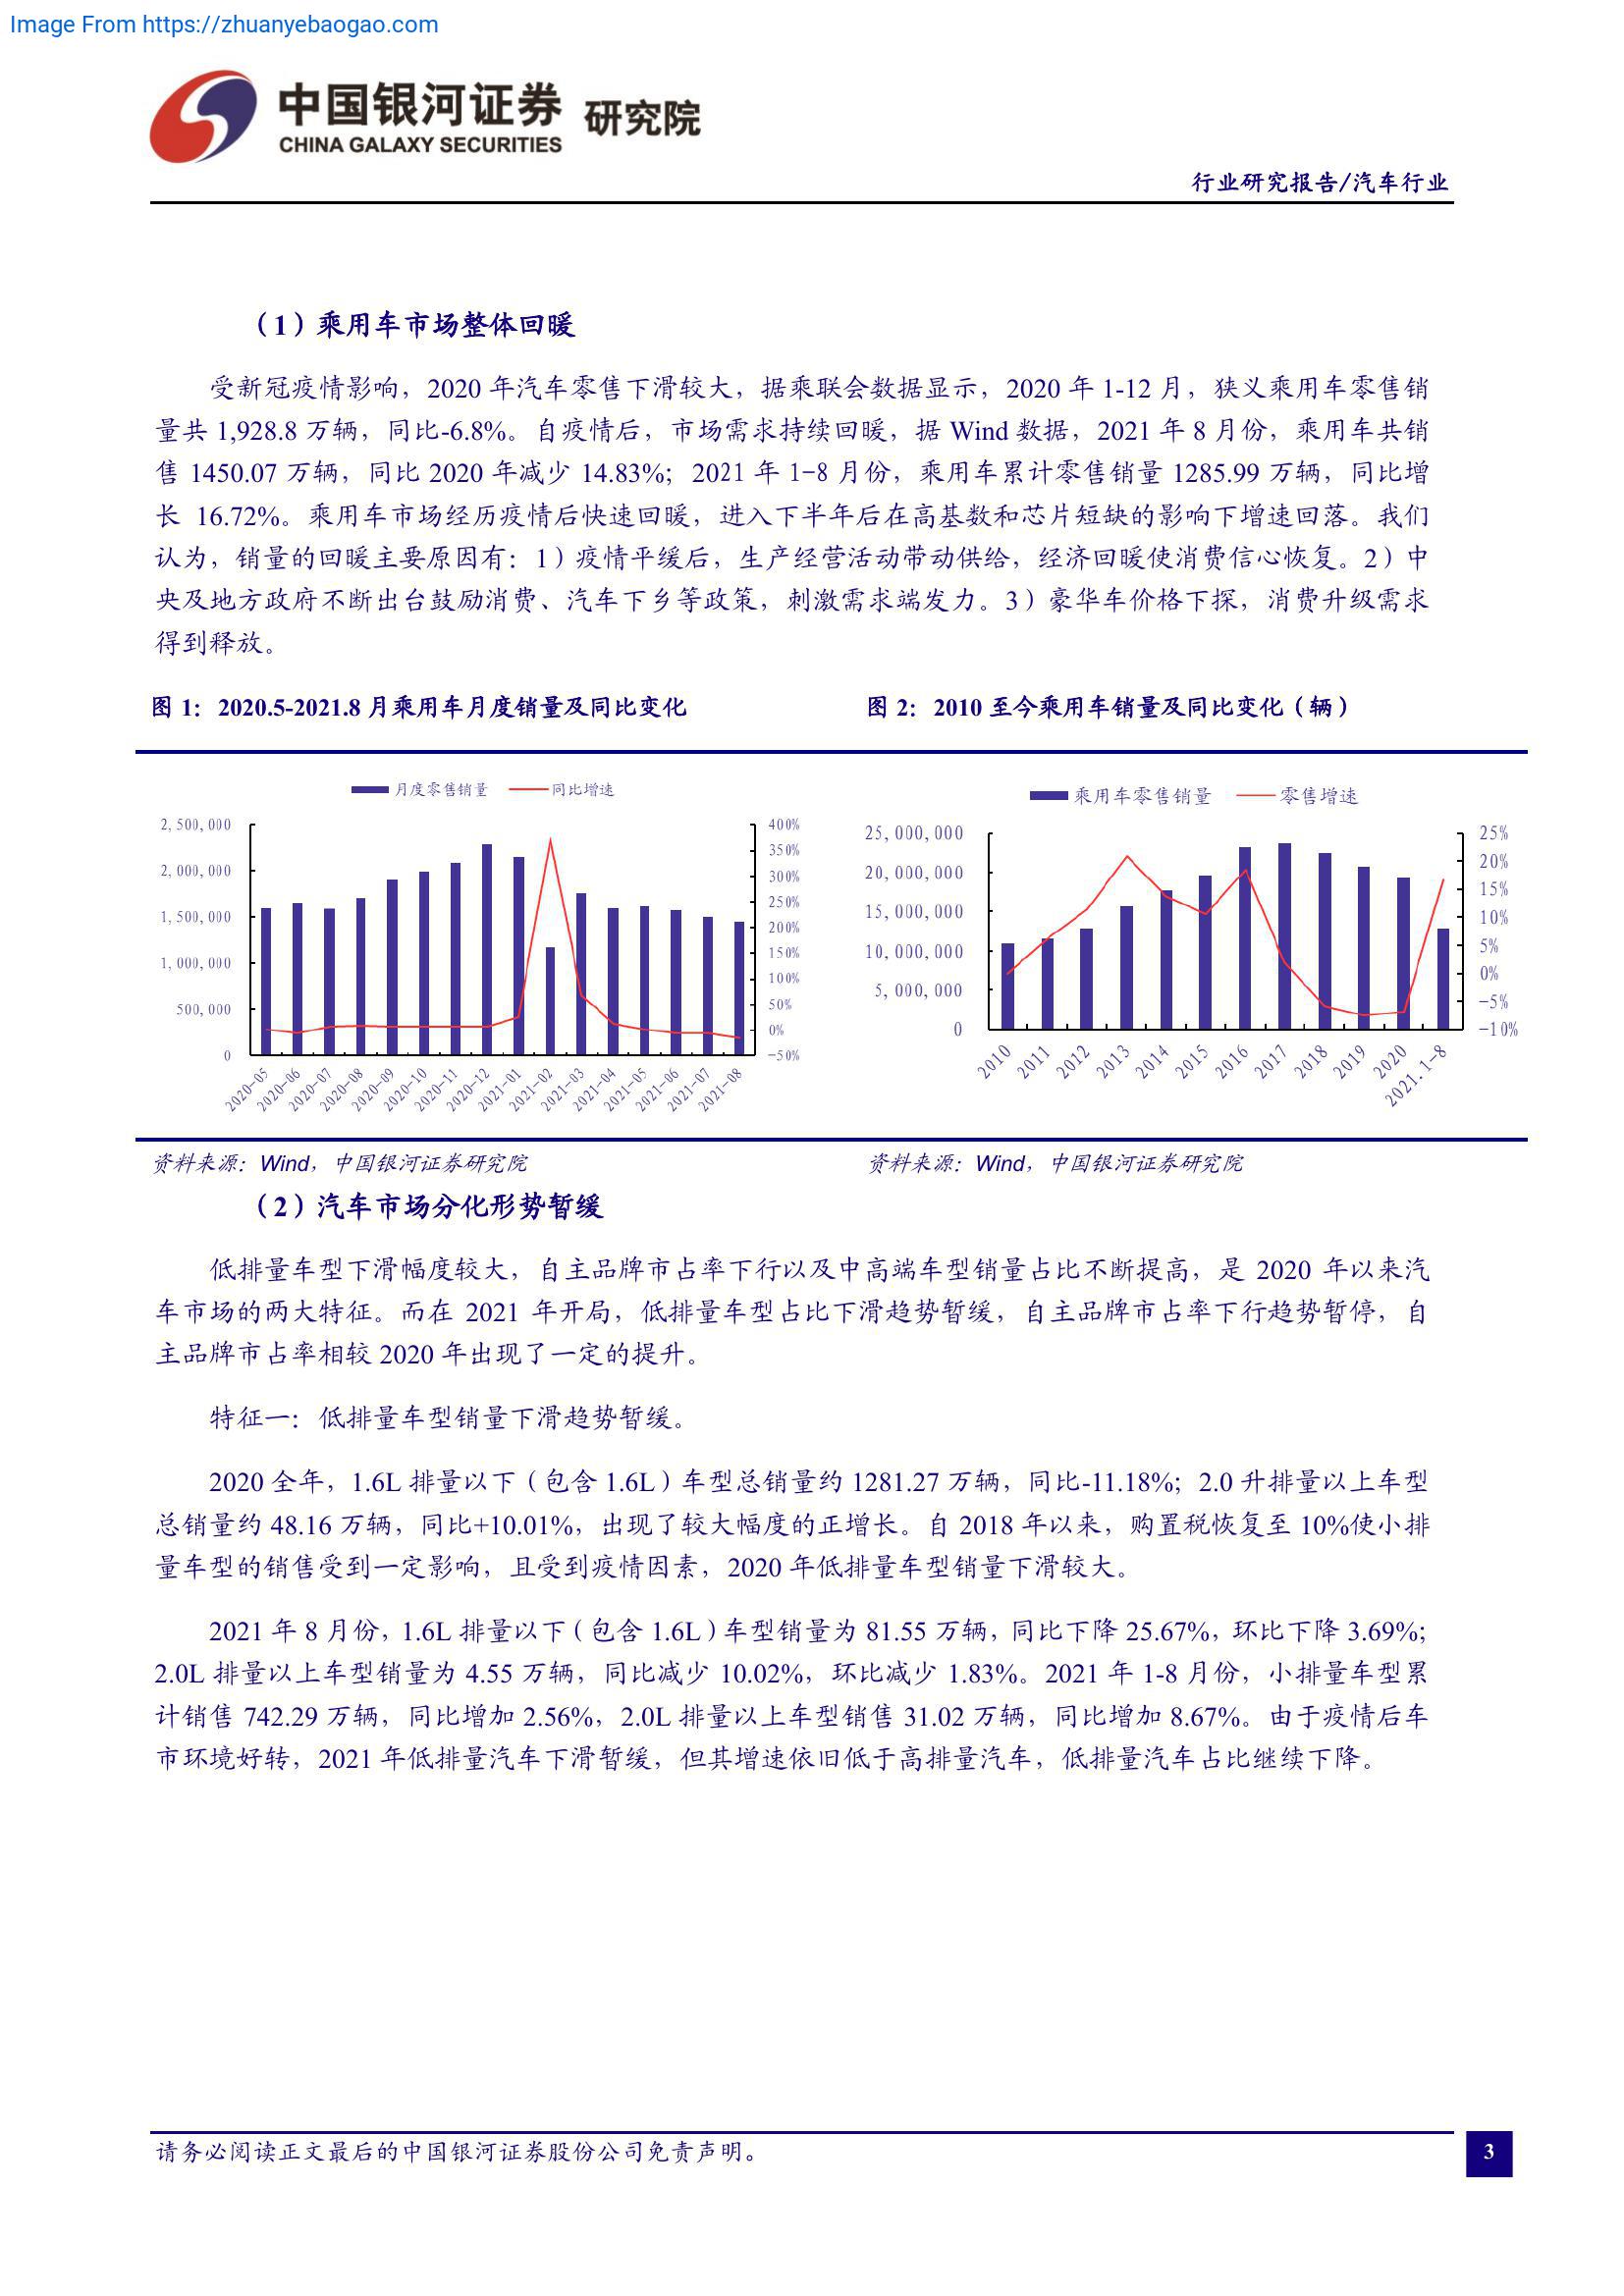 Image From https://zhuanyebaogao.com
中国银河证券 研究院
CHINA GALAXY SECURITIES
行业研究报告/汽车行业
（1）乘用车市场整体回暖
受新冠疫情影响，2020 年汽车零售下滑较大，据乘联会数据显示，2020 年 1-12 月，狭义乘用车零售销
量共 1,928.8 万辆，同比-6.8%。自疫情后，市场需求持续回暖，据 Wind 数据，2021 年 8 月份，乘用车共销
售 1450.07 万辆，同比 2020 年减少 14.83%；2021 年 1-8 月份，乘用车累计零售销量 1285.99 万辆，同比增
长 16.72%。乘用车市场经历疫情后快速回暖，进入下半年后在高基数和芯片短缺的影响下增速回落。我们
认为，销量的回暖主要原因有：1）疫情平缓后，生产经营活动带动供给，经济回暖使消费信心恢复。2）中
央及地方政府不断出台鼓励消费、汽车下乡等政策，刺激需求端发力。3）豪华车价格下探，消费升级需求
得到释放。
图 1：2020.5-2021.8 月乘用车月度销量及同比变化
月度零售销量 同比增速
2,500,000
2,000,000
1,500,000
1,000,000
500,000
0
400%
350%
300%
250%
200%
150%
100%
50%
0%
-50%
2020-05
2020-06
2020-07
2020-08
2020-09
2020-10
2020-11
2020-12
2021-01
2021-02
2021-03
2021-04
2021-05
2021-06
2021-07
2021-08
资料来源：Wind，中国银河证券研究院
图 2：2010 至今乘用车销量及同比变化（辆）
乘用车零售销量 零售增速
25,000,000
20,000,000
15,000,000
10,000,000
5,000,000
0
25%
20%
15%
10%
5%
0%
-5%
-10%
2010
2011
2012
2013
2014
2015
2016
2017
2018
2019
2020
2021.1-8
资料来源：Wind，中国银河证券研究院
（2）汽车市场分化形势暂缓
低排量车型下滑幅度较大，自主品牌市占率下行以及中高端车型销量占比不断提高，是 2020 年以来汽
车市场的两大特征。而在 2021 年开局，低排量车型占比下滑趋势暂缓，自主品牌市占率下行趋势暂停，自
主品牌市占率相较 2020 年出现了一定的提升。
特征一：低排量车型销量下滑趋势暂缓。
2020 全年，1.6L 排量以下（包含 1.6L）车型总销量约 1281.27 万辆，同比-11.18%；2.0 升排量以上车型
总销量约 48.16 万辆，同比+10.01%，出现了较大幅度的正增长。自 2018 年以来，购置税恢复至 10%使小排
量车型的销售受到一定影响，且受到疫情因素，2020 年低排量车型销量下滑较大。
2021 年 8 月份，1.6L 排量以下（包含 1.6L）车型销量为 81.55 万辆，同比下降 25.67%，环比下降 3.69%；
2.0L 排量以上车型销量为 4.55 万辆，同比减少 10.02%，环比减少 1.83%。2021 年 1-8 月份，小排量车型累
计销售 742.29 万辆，同比增加 2.56%，2.0L 排量以上车型销售 31.02 万辆，同比增加 8.67%。由于疫情后车
市环境好转，2021 年低排量汽车下滑暂缓，但其增速依旧低于高排量汽车，低排量汽车占比继续下降。
请务必阅读正文最后的中国银河证券股份公司免责声明。
3